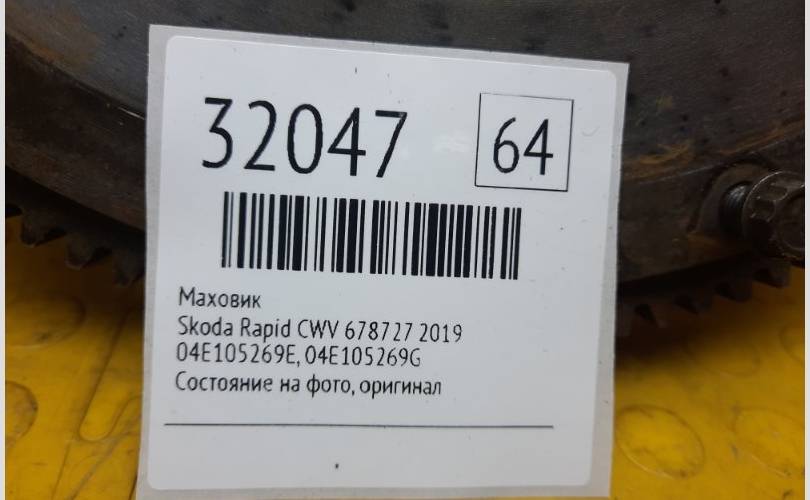 32047 64
Маховик
Skoda Rapid CWV 678727 2019
04E105269E, 04E105269G
Состояние на фото, оригинал